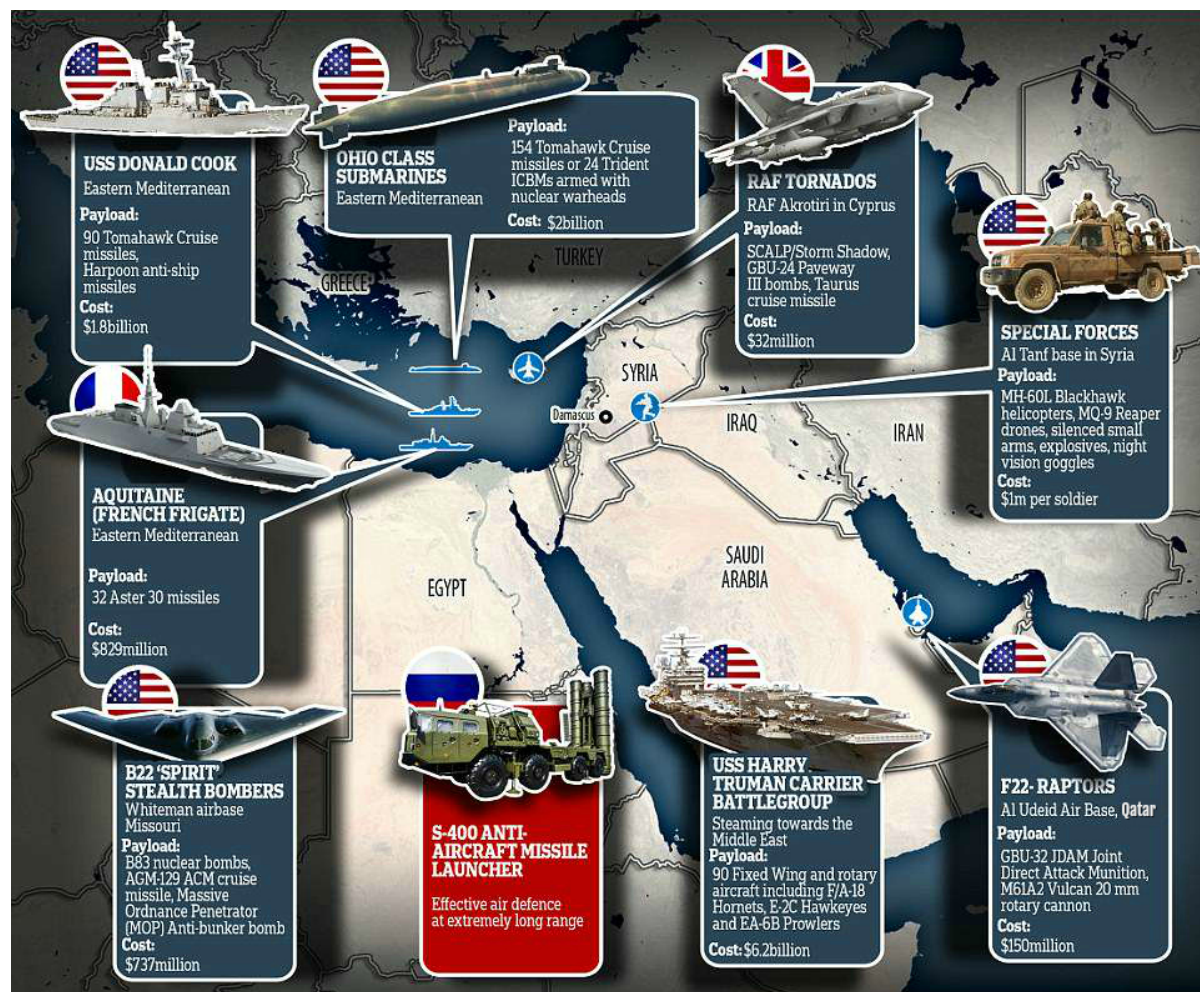 USS DONALD COOK
Eastern Mediterranean
Payload:
90 Tomahawk Cruise
missiles,
Harpoon anti-ship
missiles
Cost:
$1.8billion
OHIO CLASS
SUBMARINES
Eastern Mediterranean
Payload:
154 Tomahawk Cruise
missiles or 24 Trident
ICBMs armed with
nuclear warheads
Cost: $2billion
RAF TORNADOS
RAF Akrotiri in Cyprus
Payload:
SCALP/Storm Shadow,
GBU-24 Paveway
III bombs, Taurus
cruise missile
Cost:
$32million
SPECIAL FORCES
Al Tanf base in Syria
Payload:
MH-60L Blackhawk
helicopters, MQ-9 Reaper
drones, silenced small
arms, explosives, night
vision goggles
Cost:
$1m per soldier
GREECE
TURKEY
SYRIA
Damascus
IRAQ
IRAN
EGYPT
SAUDI
ARABIA
AQUITAINE
(FRENCH FRIGATE)
Eastern Mediterranean
Payload:
32 Aster 30 missiles
Cost:
$829million
B22 ‘SPIRIT’
STEALTH BOMBERS
Whiteman airbase
Missouri
Payload:
B83 nuclear bombs,
AGM-129 ACM cruise
missile, Massive
Ordnance Penetrator
(MOP) Anti-bunker bomb
Cost:
$737million
S-400 ANTI-
AIRCRAFT MISSILE
LAUNCHER
Effective air defence
at extremely long range
USS HARRY
TRUMAN CARRIER
BATTLEGROUP
Steaming towards the
Middle East
Payload:
90 Fixed Wing and rotary
aircraft including F/A-18
Hornets, E-2C Hawkeyes
and EA-6B Prowlers
Cost: $6.2billion
F22- RAPTORS
Al Udeid Air Base, Qatar
Payload:
GBU-32 JDAM Joint
Direct Attack Munition,
M61A2 Vulcan 20 mm
rotary cannon
Cost:
$150million